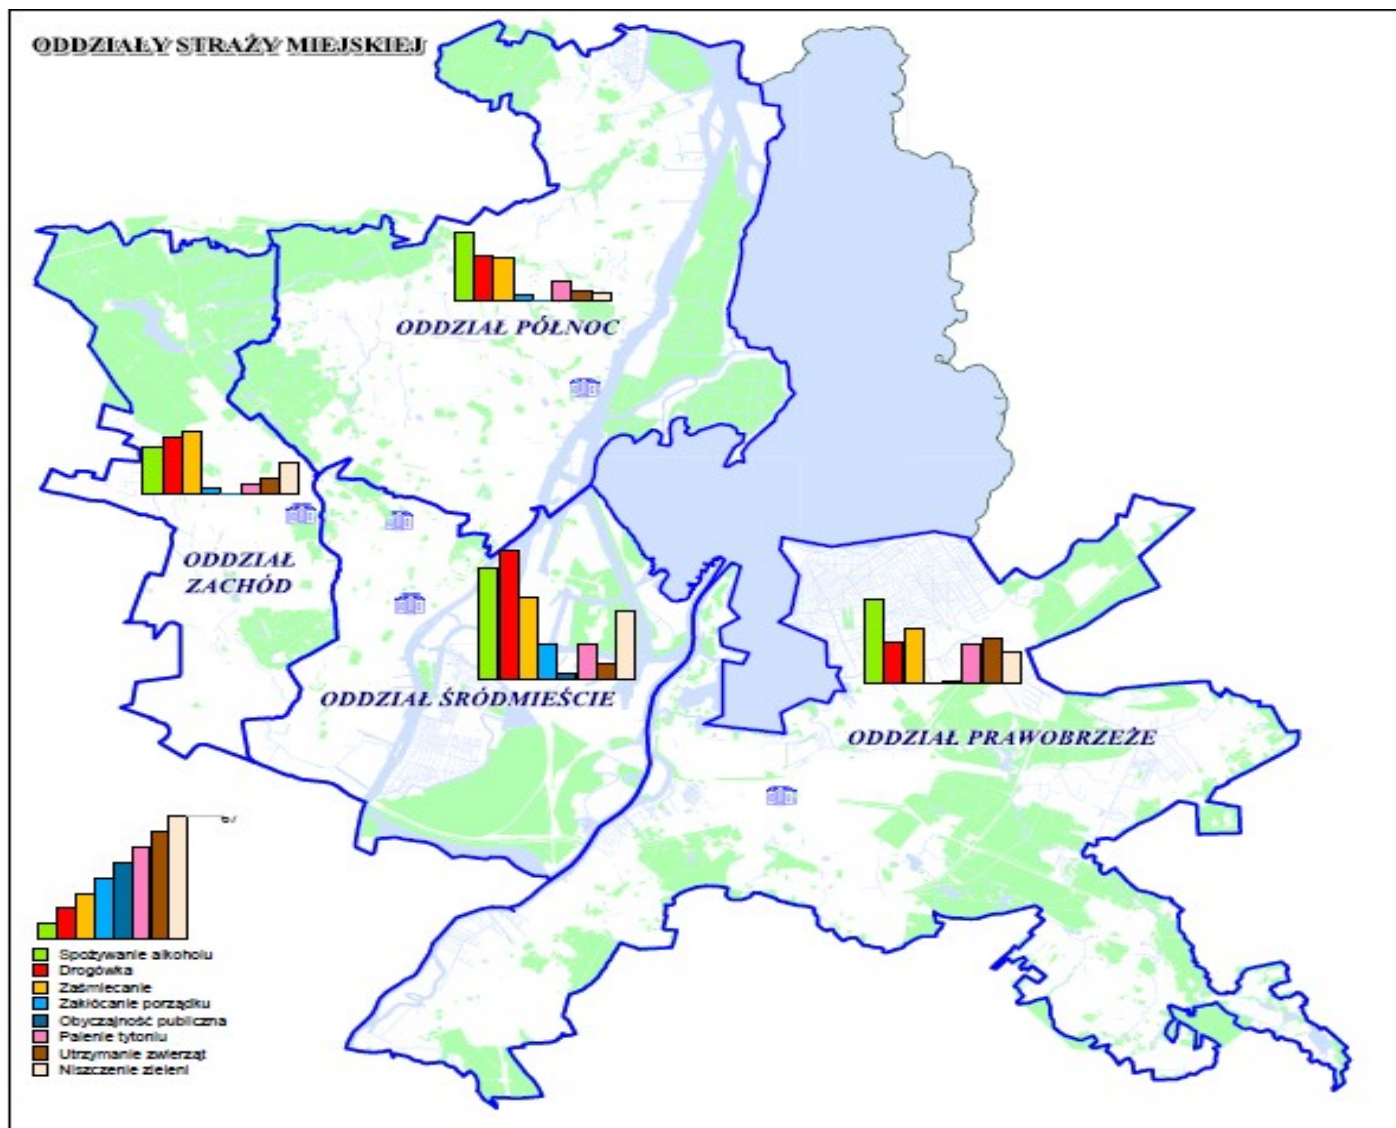 ODDZIAŁY STRAŻY MIEJSKIEJ
ODDZIAŁ PÓŁNOC
ODDZIAŁ
ZACHÓD
ODDZIAŁ ŚRÓDMIEŚCIE
ODDZIAŁ PRAWOBRZEŻE
Spożywanie alkoholu
Drogówka
Zaśmiecanie
Zakłócanie porządku
Obyczajność publiczna
Palenie tytoniu
Utrzymanie zwierząt
Niszczenie zieleni